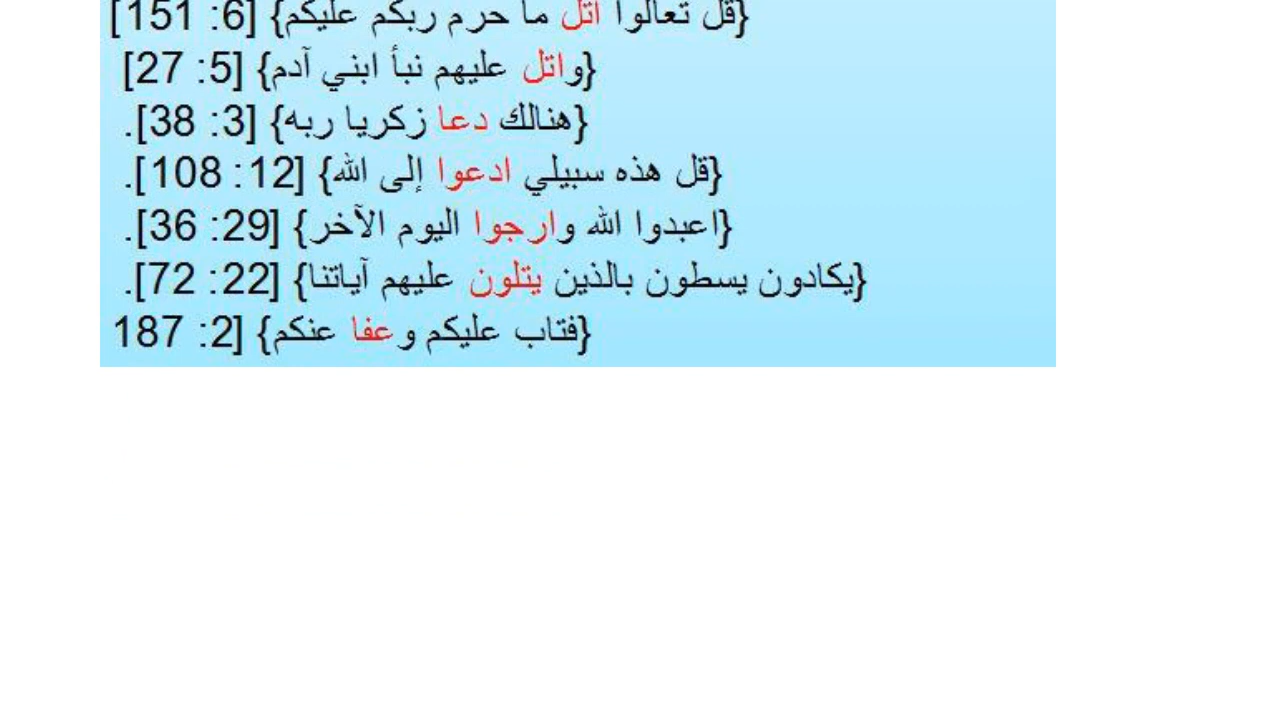 {قل تعالوا اتل ما حرم ربكم عليكم} [6: 151]
{واتل عليهم نبأ ابني آدم} [5: 27]
{هنالك دعا زكريا ربه} [3: 38].
{قل هذه سبيلي ادعوا إلى الله} [12: 108].
{اعبدوا الله وارجوا اليوم الآخر} [29: 36].
{يكادون يسطون بالذين يتلون عليهم آياتنا} [22: 72].
{فتاب عليكم وعفا عنكم} [2: 187